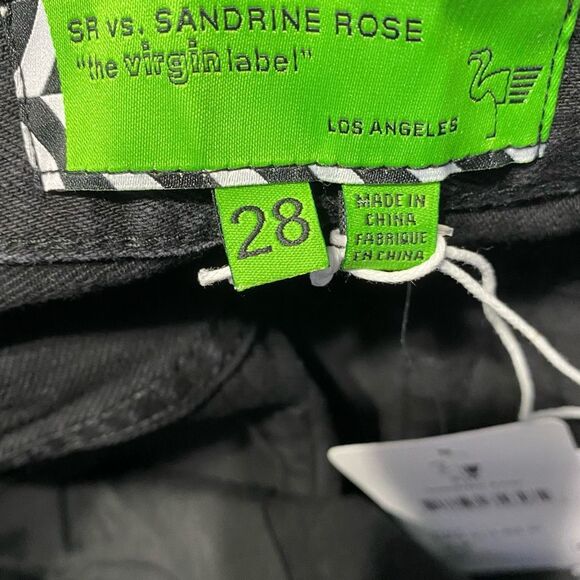 SR vs. SANDRINE ROSE
"the virgin label"
LOS ANGELES
28
MADE IN
CHINA
FABRIQUE
EN CHINA